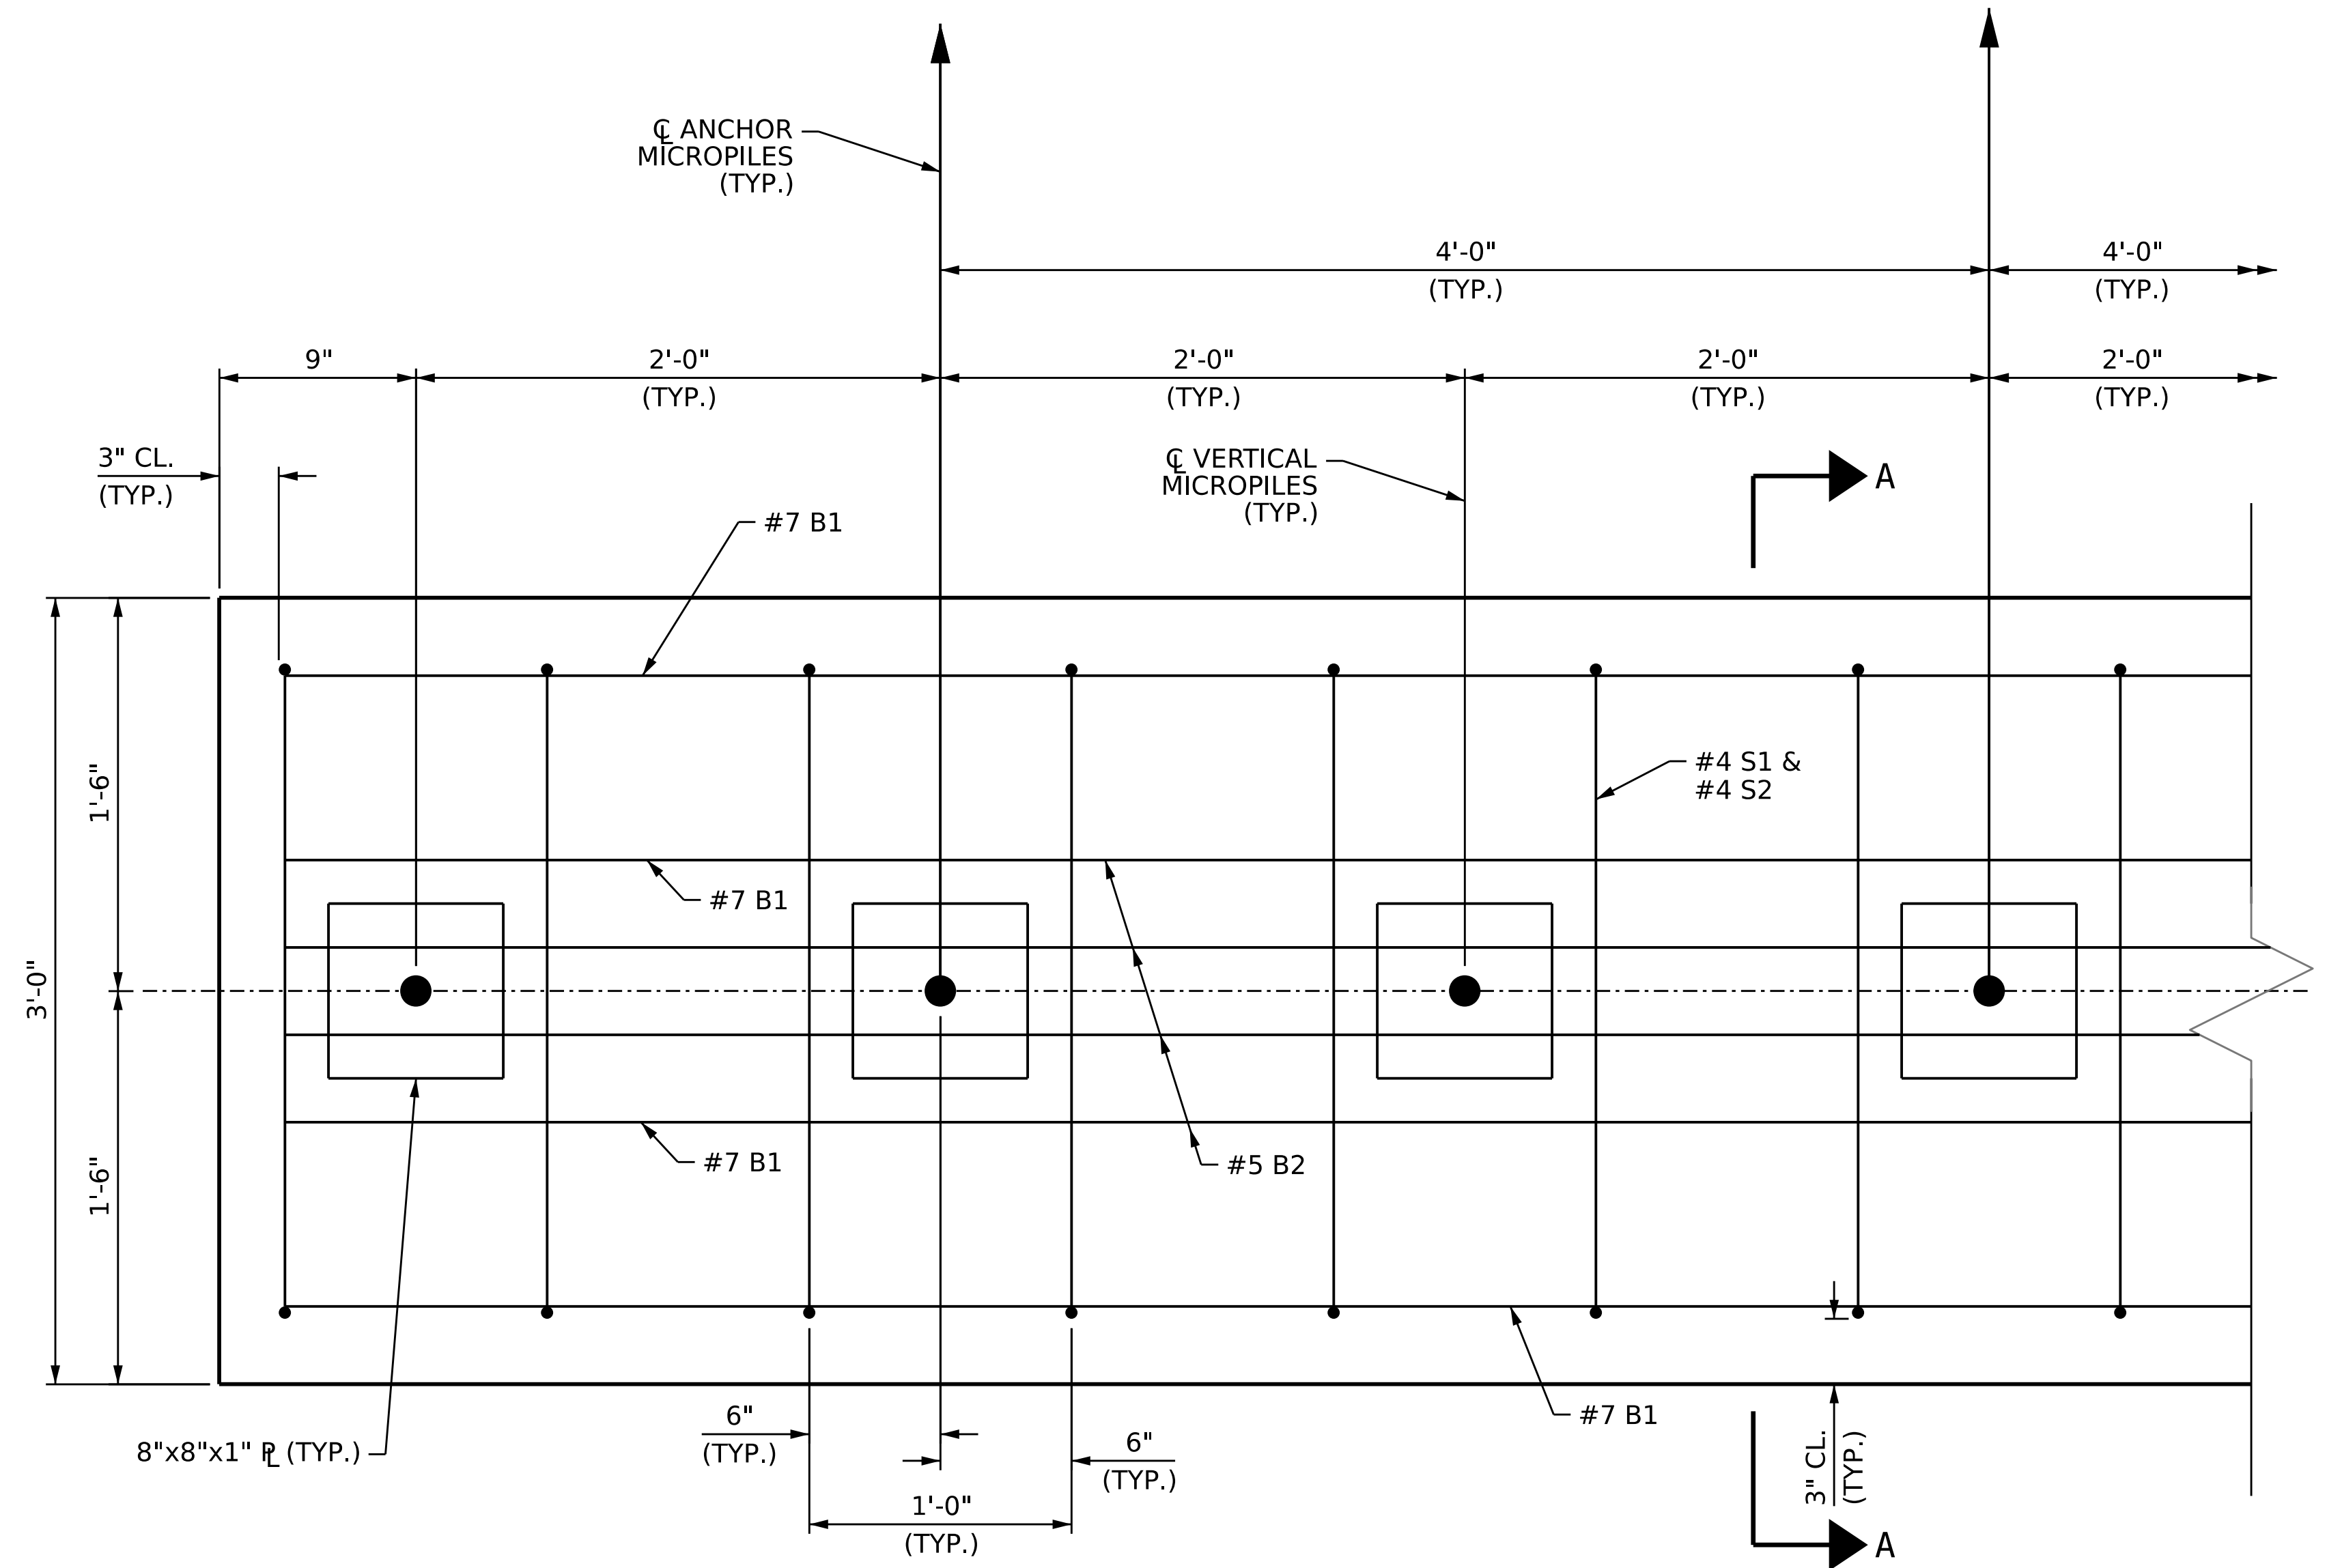 ℄ ANCHOR
MICROPILES
(TYP.)
4'-0"
(TYP.)
4'-0"
(TYP.)
9"
2'-0"
(TYP.)
2'-0"
(TYP.)
2'-0"
(TYP.)
2'-0"
(TYP.)
3" CL.
(TYP.)
℄ VERTICAL
MICROPILES
(TYP.)
A
#7 B1
#4 S1 &
#4 S2
1'-6"
#7 B1
3'-0"
1'-6"
#7 B1
#5 B2
8"x8"x1" PL (TYP.)
6"
(TYP.)
6"
(TYP.)
1'-0"
(TYP.)
#7 B1
3" CL.
(TYP.)
A